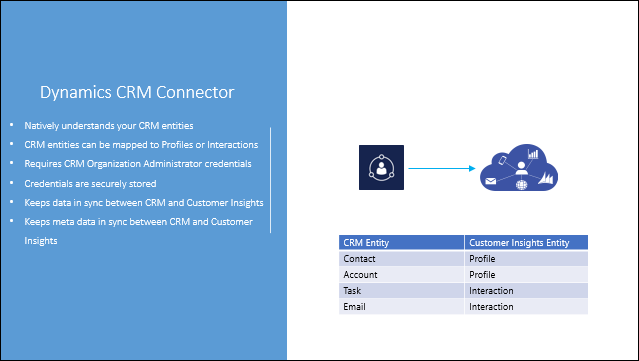 Dynamics CRM Connector
• Natively understands your CRM entities
• CRM entities can be mapped to Profiles or Interactions
• Requires CRM Organization Administrator credentials
• Credentials are securely stored
• Keeps data in sync between CRM and Customer Insights
• Keeps meta data in sync between CRM and Customer
Insights
CRM Entity Customer Insights Entity
Contact Profile
Account Profile
Task Interaction
Email Interaction